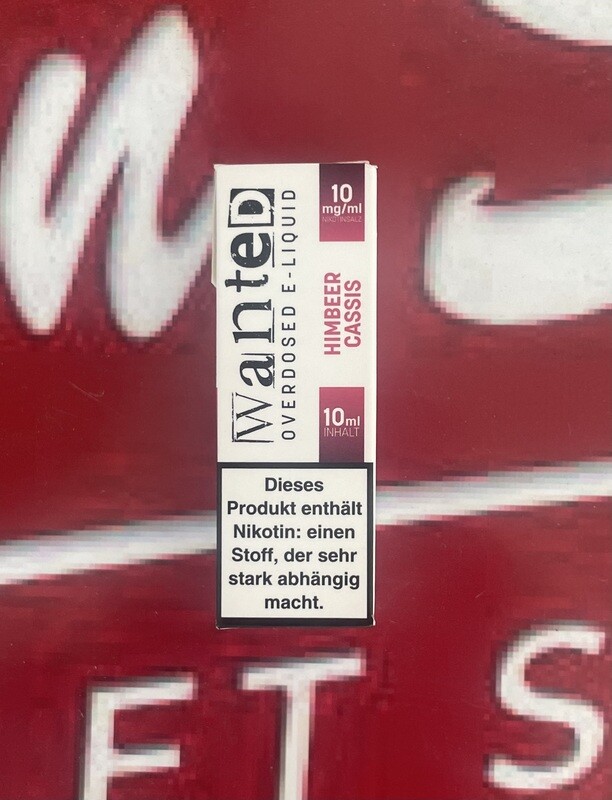 WanteD
OVERDOSED E-LIQUID
10
mg/ml
NIKOTINSALZ
HIMBEER
CASSIS
10ml
INHALT
Dieses
Produkt enthält
Nikotin: einen
Stoff, der sehr
stark abhängig
macht.